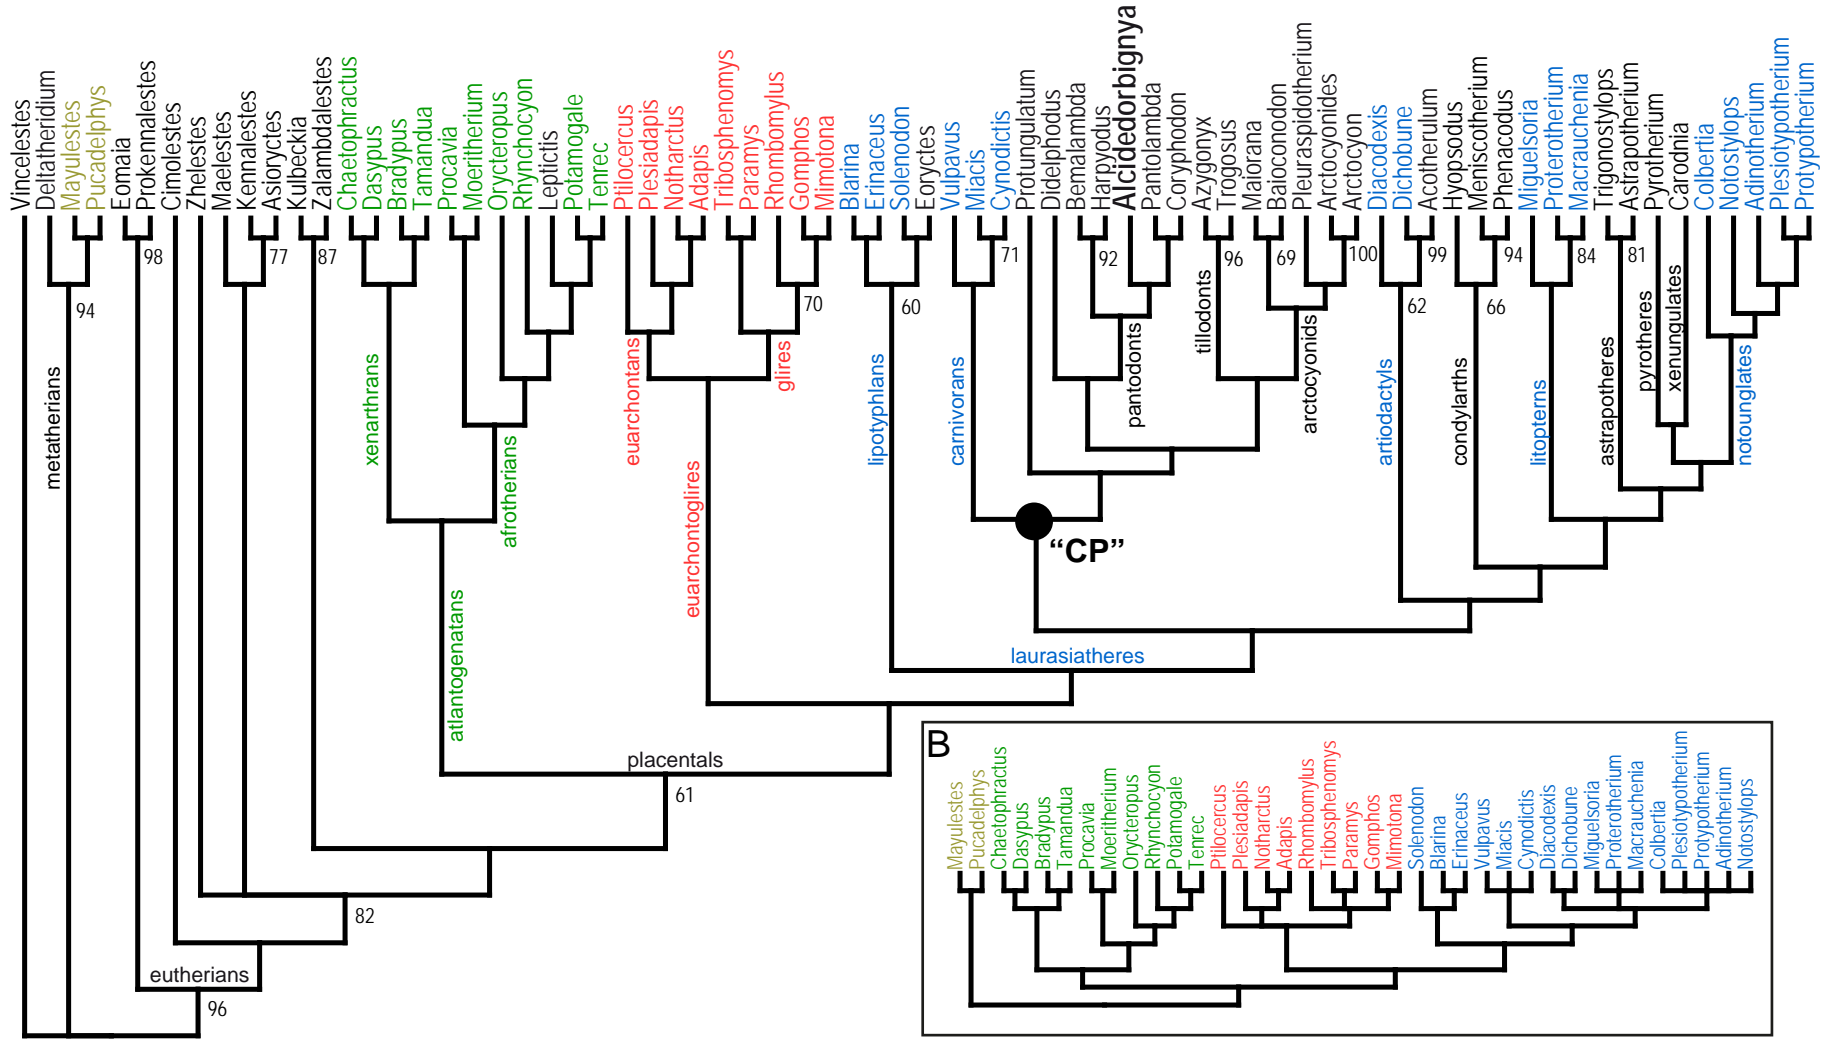 Vincelestes
Deltatheridium
Mayulestes
Pucadelphys
Eomaia
Prokennalestes
Cimolestes
Zhelestes
Maelestes
Kennalestes
Asioryctes
Kulbeckia
Zalambdalestes
Chaetophractus
Dasypus
Bradypus
Tamandua
Procavia
Moeritherium
Orycteropus
Rhynchocyon
Leptictis
Potamogale
Tenrec
Ptilocercus
Plesiadapis
Notharctus
Adapis
Tribosphenomys
Paramys
Rhombomylus
Gomphos
Mimotona
Blarina
Erinaceus
Solenodon
Eoryctes
Vulpavus
Miacis
Cynodictis
Protungulatum
Didelphodus
Bemalambda
Harpyodus
Alcidedorbignya
Pantolambda
Coryphodon
Azygonyx
Trogosus
Maiorana
Baioconodon
Pleuraspidotherium
Arctocyonides
Arctocyon
Diacodexis
Dichobune
Acotherulum
Hyopsodus
Meniscotherium
Phenacodus
Miguelsoria
Proterotherium
Macrauchenia
Trigonostylops
Astrapotherium
Pyrotherium
Carodnia
Colbertia
Notostylops
Adinotherium
Plesiotypotherium
Protypotherium
98
77
87
71
92
96
69
100
99
94
84
81
94
70
60
62
66
metatherians
xenarthrans
afrotherians
euarchontans
glires
lipotyphlans
carnivorans
pantodonts
tillodonts
arctocyonids
artiodactyls
condylarths
litopterns
astrapotheres
pyrotheres
xenungulates
notoungulates
euarchontoglires
atlantogenatans
“CP”
laurasiatheres
placentals
61
82
eutherians
96
B
Mayulestes
Pucadelphys
Chaetophractus
Dasypus
Bradypus
Tamandua
Procavia
Moeritherium
Orycteropus
Rhynchocyon
Potamogale
Tenrec
Ptilocercus
Plesiadapis
Notharctus
Adapis
Rhombomylus
Tribosphenomys
Paramys
Gomphos
Mimotona
Solenodon
Blarina
Erinaceus
Vulpavus
Miacis
Cynodictis
Diacodexis
Dichobune
Miguelsoria
Proterotherium
Macrauchenia
Colbertia
Plesiotypotherium
Protypotherium
Adinotherium
Notostylops